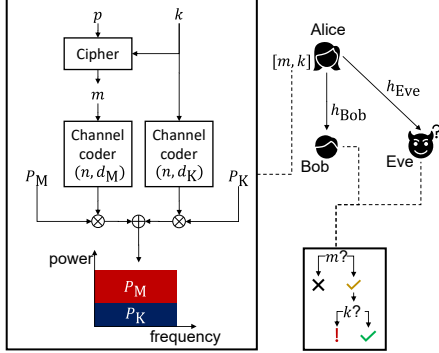 p
k
Cipher
m
Channel
coder
(n, d_M)
Channel
coder
(n, d_K)
P_M
P_K
power
P_M
P_K
frequency
Alice
[m, k]
h_Eve
h_Bob
?
Bob
Eve
m?
k?
!